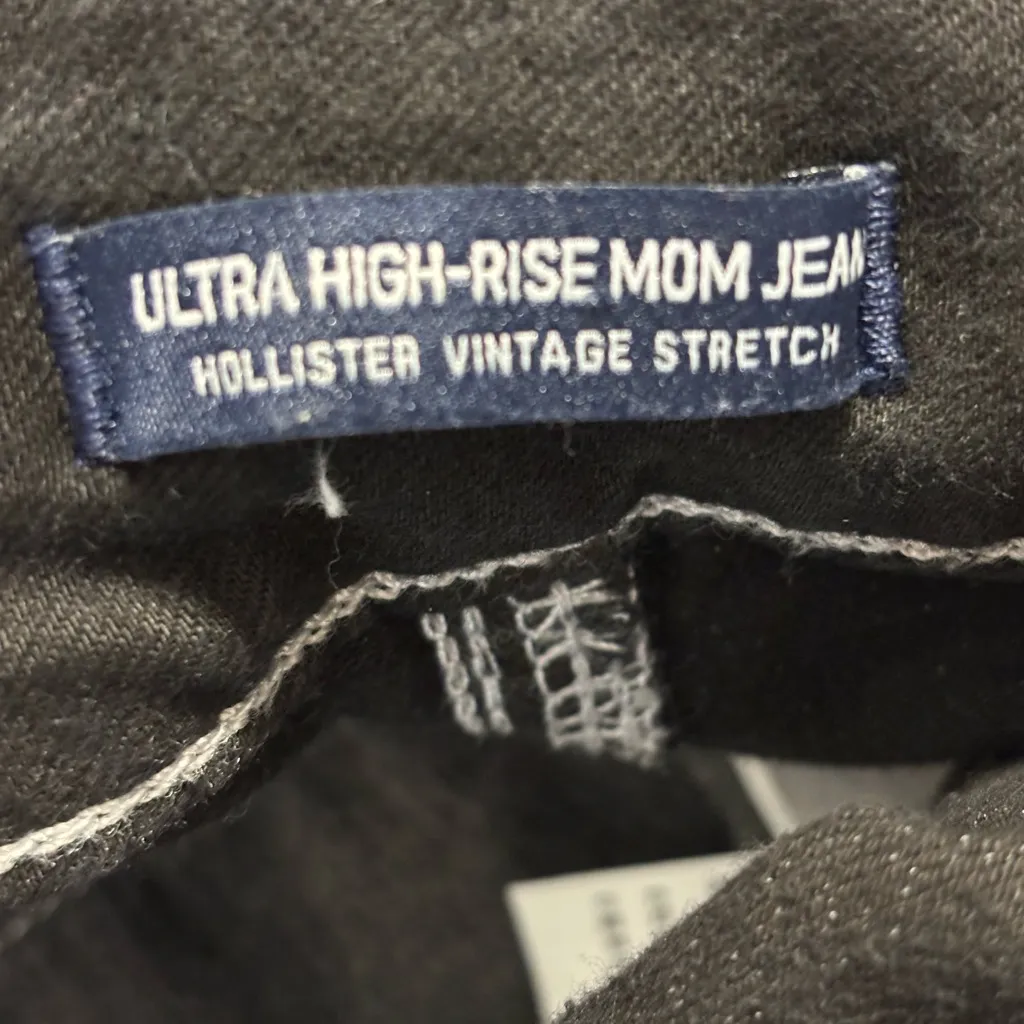 ULTRA HIGH-RISE MOM JEAN
HOLLISTER VINTAGE STRETCH